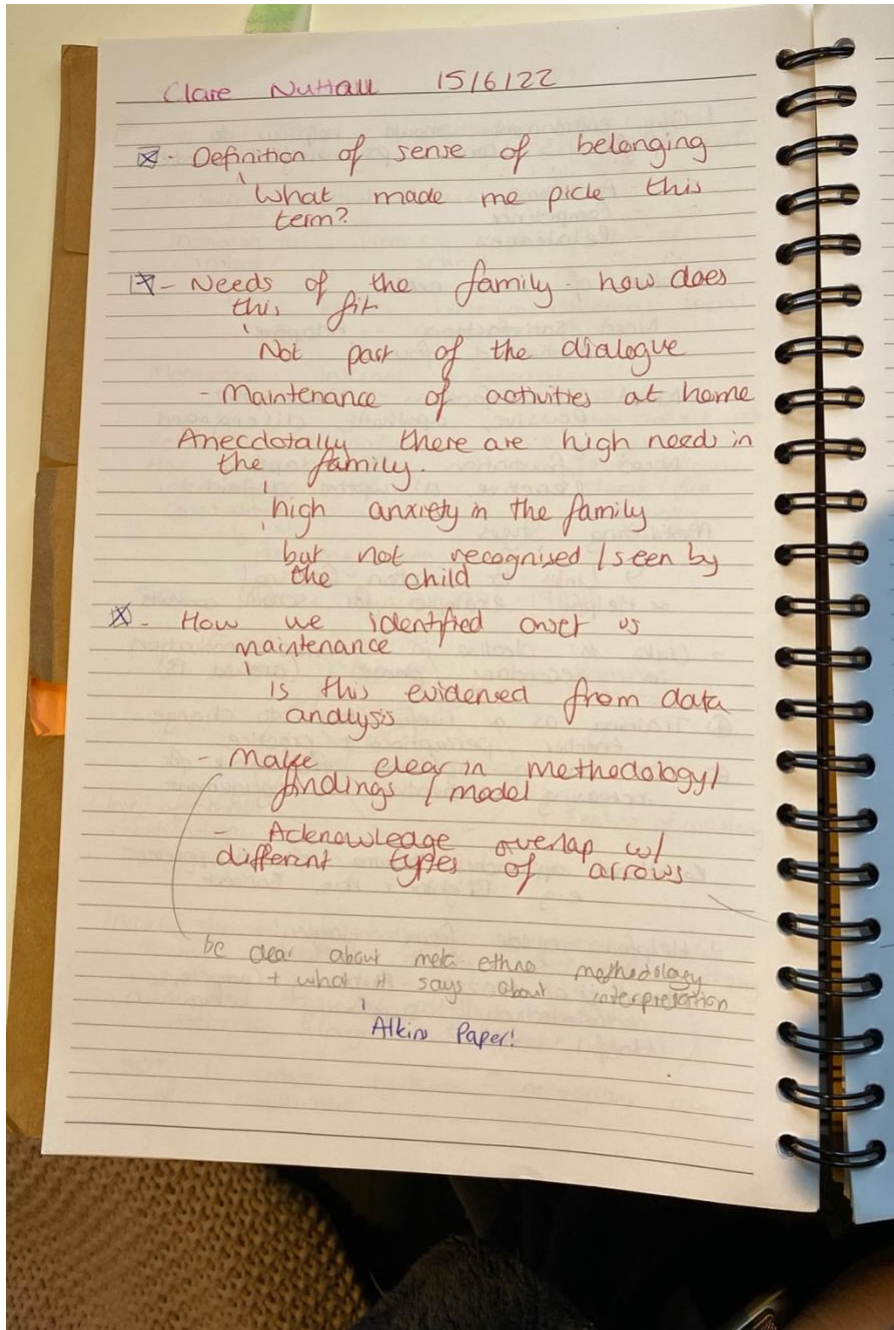 Clare Nuttall 15/6/22
- Definition of sense of belonging
What made me pick this
term?
- Needs of the family - how does
this fit
Not part of the dialogue
- Maintenance of activities at home
Anecdotally there are high need in
the family.
high anxiety in the family
but not recognised / seen by
the child
- How we identified onset vs
maintenance
is this evidenced from data
analysis
- Make clear in methodology/
findings / model
- Acknowledge overlap w/
different types of arrows
be clear about meta ethno methodology
+ what it says about interpretation
Atkins Paper!